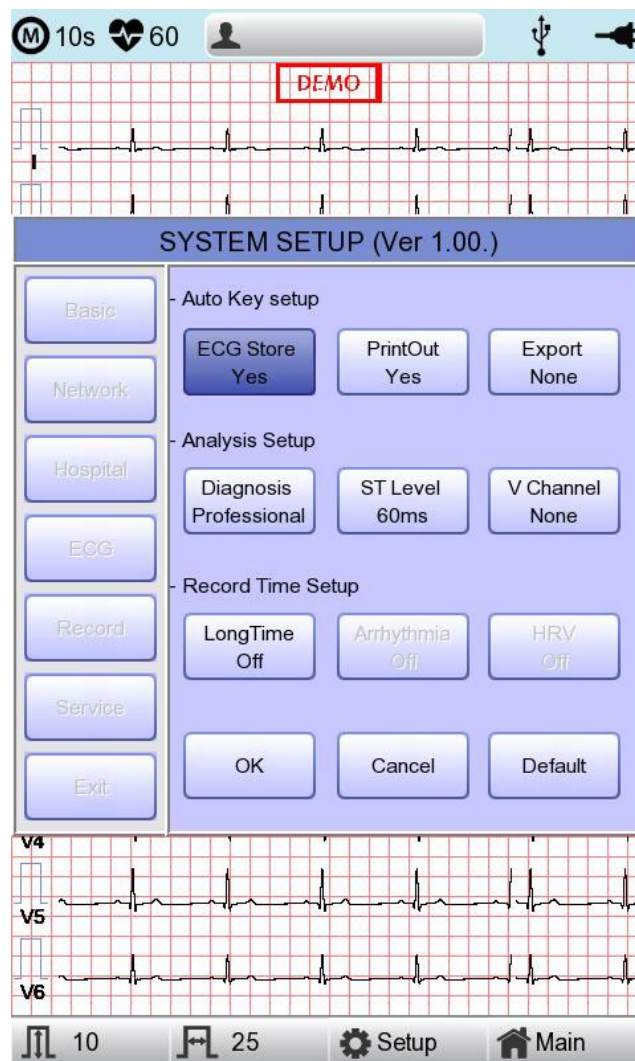 M 10s 60
DEMO
I
SYSTEM SETUP (Ver 1.00.)
Basic
Network
Hospital
ECG
Record
Service
Exit
- Auto Key setup
ECG Store
Yes
PrintOut
Yes
Export
None
- Analysis Setup
Diagnosis
Professional
ST Level
60ms
V Channel
None
- Record Time Setup
LongTime
Off
Arrhythmia
Off
HRV
Off
OK
Cancel
Default
V4
V5
V6
10
25
Setup
Main